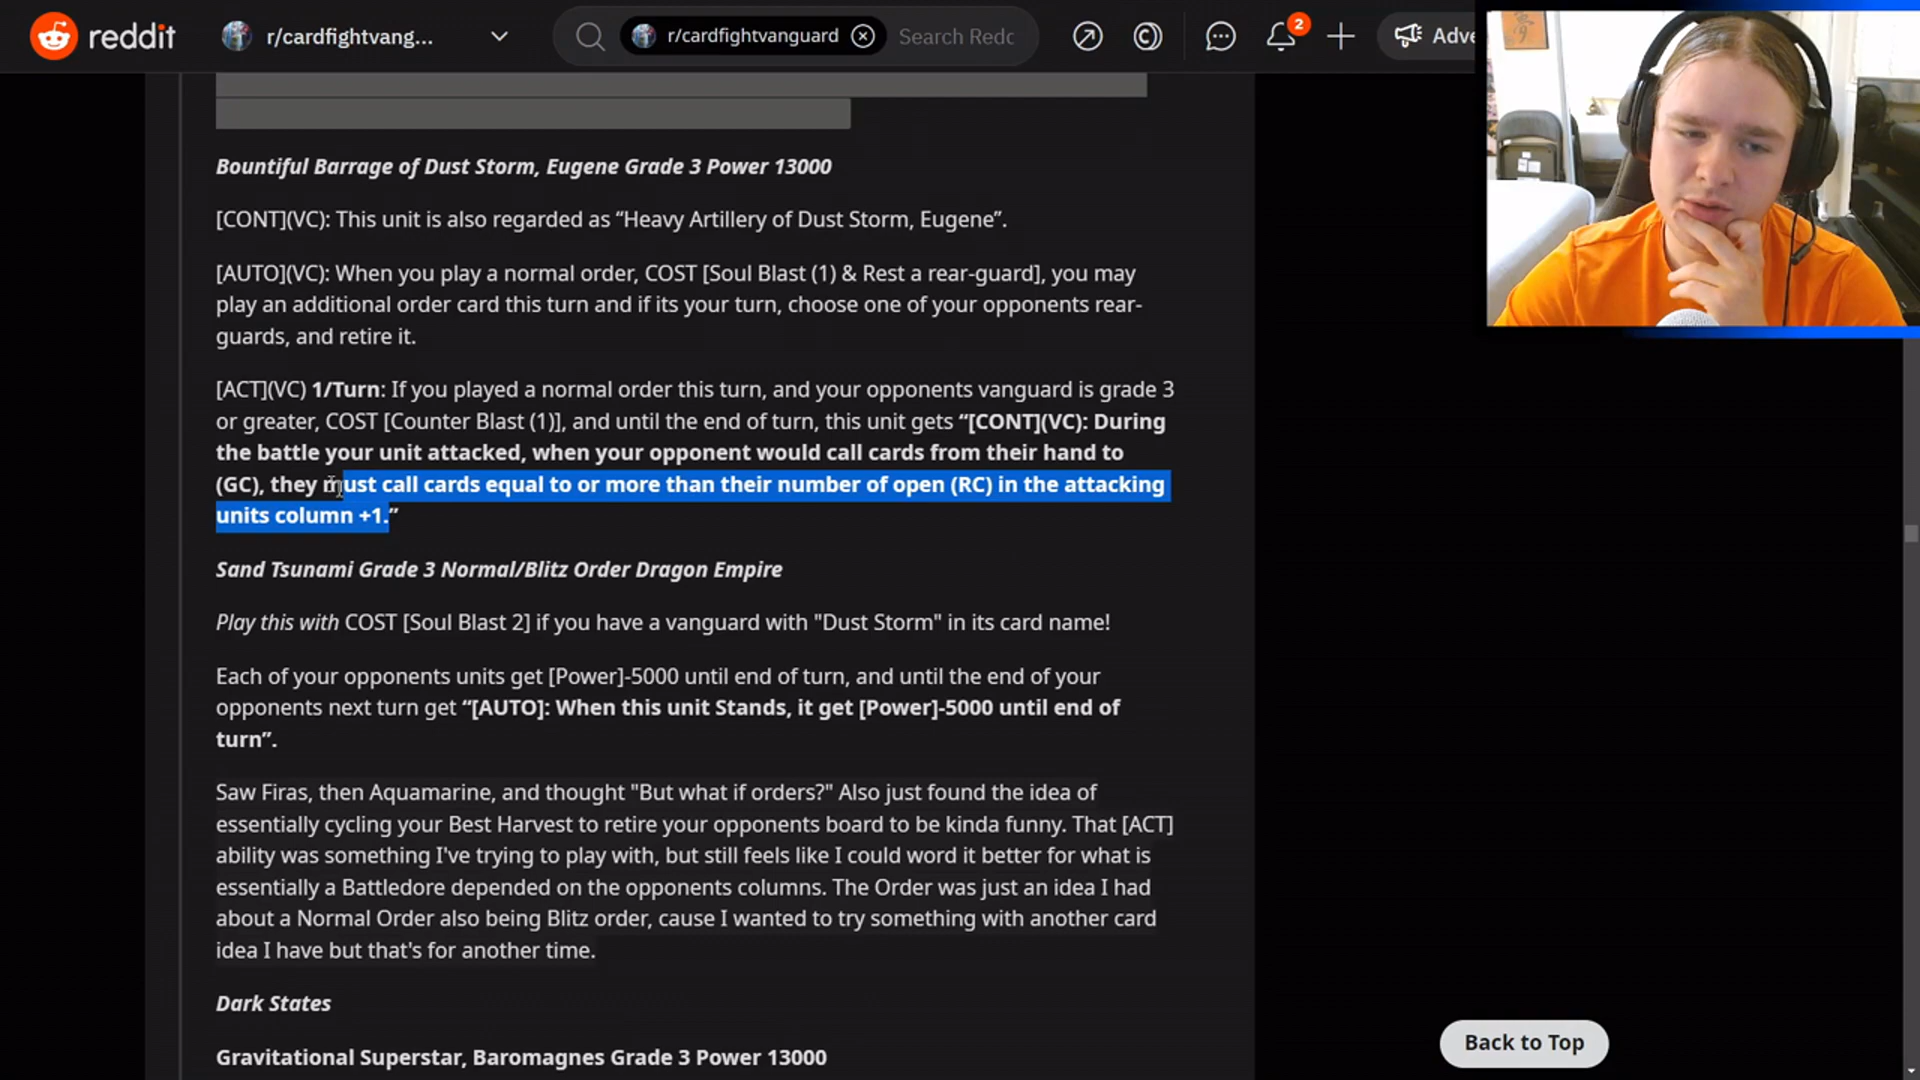 reddit r/cardfightvang... r/cardfightvanguard Search Redc 2 Adve
Bountiful Barrage of Dust Storm, Eugene Grade 3 Power 13000
[CONT](VC): This unit is also regarded as “Heavy Artillery of Dust Storm, Eugene”.
[AUTO](VC): When you play a normal order, COST [Soul Blast (1) & Rest a rear-guard], you may
play an additional order card this turn and if its your turn, choose one of your opponents rear-
guards, and retire it.
[ACT](VC) 1/Turn: If you played a normal order this turn, and your opponents vanguard is grade 3
or greater, COST [Counter Blast (1)], and until the end of turn, this unit gets “[CONT](VC): During
the battle your unit attacked, when your opponent would call cards from their hand to
(GC), they must call cards equal to or more than their number of open (RC) in the attacking
units column +1.”
Sand Tsunami Grade 3 Normal/Blitz Order Dragon Empire
Play this with COST [Soul Blast 2] if you have a vanguard with "Dust Storm" in its card name!
Each of your opponents units get [Power]-5000 until end of turn, and until the end of your
opponents next turn get “[AUTO]: When this unit Stands, it get [Power]-5000 until end of
turn”.
Saw Firas, then Aquamarine, and thought "But what if orders?" Also just found the idea of
essentially cycling your Best Harvest to retire your opponents board to be kinda funny. That [ACT]
ability was something I've trying to play with, but still feels like I could word it better for what is
essentially a Battledore depended on the opponents columns. The Order was just an idea I had
about a Normal Order also being Blitz order, cause I wanted to try something with another card
idea I have but that's for another time.
Dark States
Gravitational Superstar, Baromagnes Grade 3 Power 13000
Back to Top